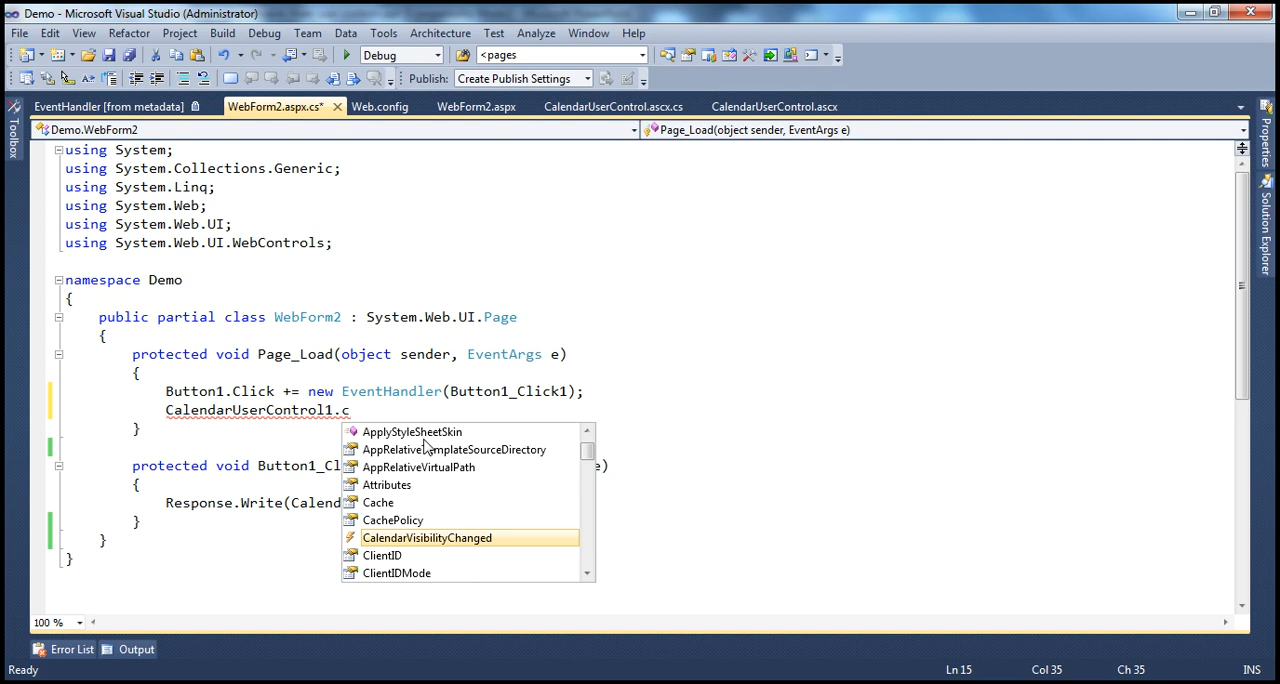 Demo - Microsoft Visual Studio (Administrator)
File Edit View Refactor Project Build Debug Team Data Tools Architecture Test Analyze Window Help
Debug <pages
Publish: Create Publish Settings
EventHandler [from metadata] WebForm2.aspx.cs* Web.config WebForm2.aspx CalendarUserControl.ascx.cs CalendarUserControl.ascx
Demo.WebForm2 Page_Load(object sender, EventArgs e)
Toolbox
Properties
Solution Explorer
using System;
using System.Collections.Generic;
using System.Linq;
using System.Web;
using System.Web.UI;
using System.Web.UI.WebControls;
namespace Demo
{
public partial class WebForm2 : System.Web.UI.Page
{
protected void Page_Load(object sender, EventArgs e)
{
Button1.Click += new EventHandler(Button1_Click1);
CalendarUserControl1.c
}
ApplyStyleSheetSkin
AppRelativeTemplateSourceDirectory
AppRelativeVirtualPath
Attributes
Cache
CachePolicy
CalendarVisibilityChanged
ClientID
ClientIDMode
protected void Button1_Cl e)
{
Response.Write(Calend
}
}
}
100 %
Error List Output
Ready Ln 15 Col 35 Ch 35 INS